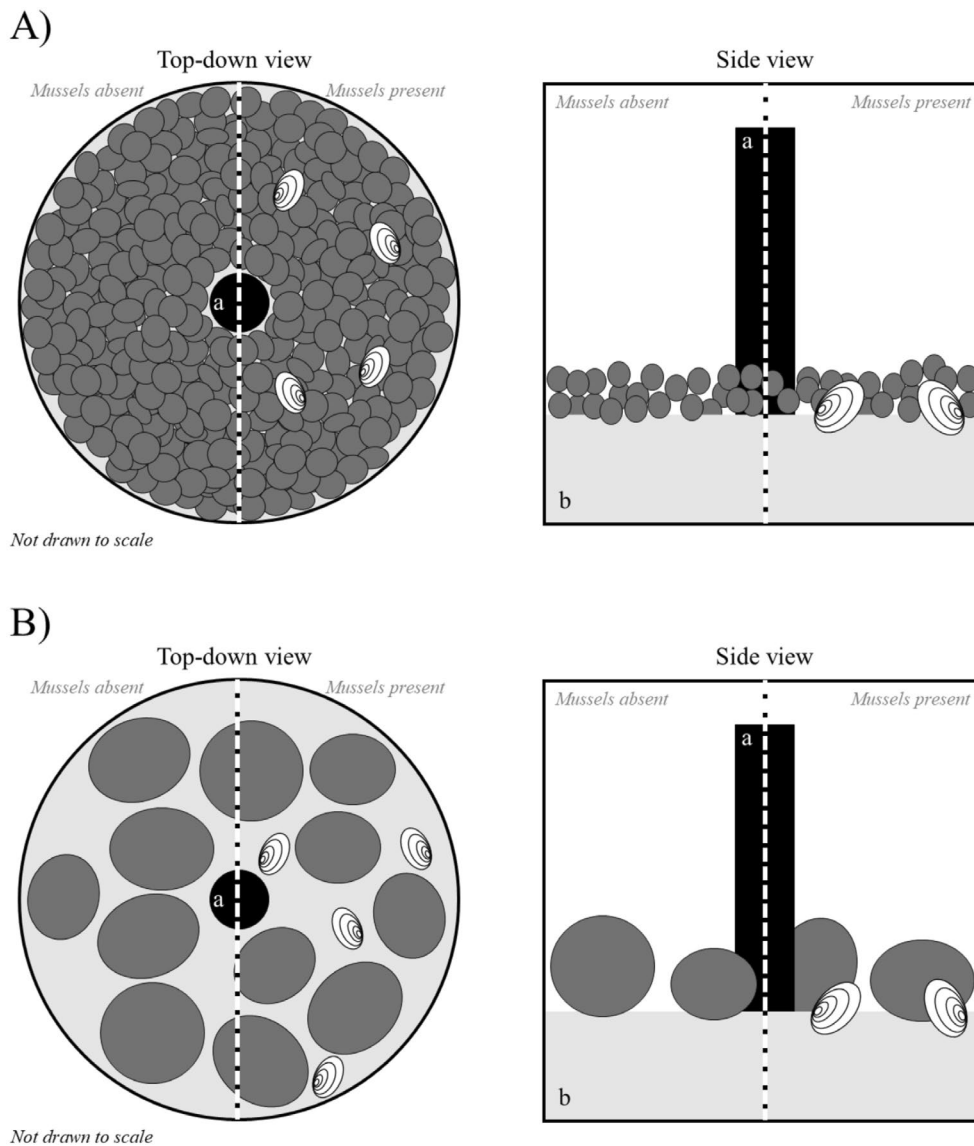 A)
Top-down view
Mussels absent
Mussels present
a
Not drawn to scale
Side view
Mussels absent
Mussels present
a
b
B)
Top-down view
Mussels absent
Mussels present
a
Not drawn to scale
Side view
Mussels absent
Mussels present
a
b